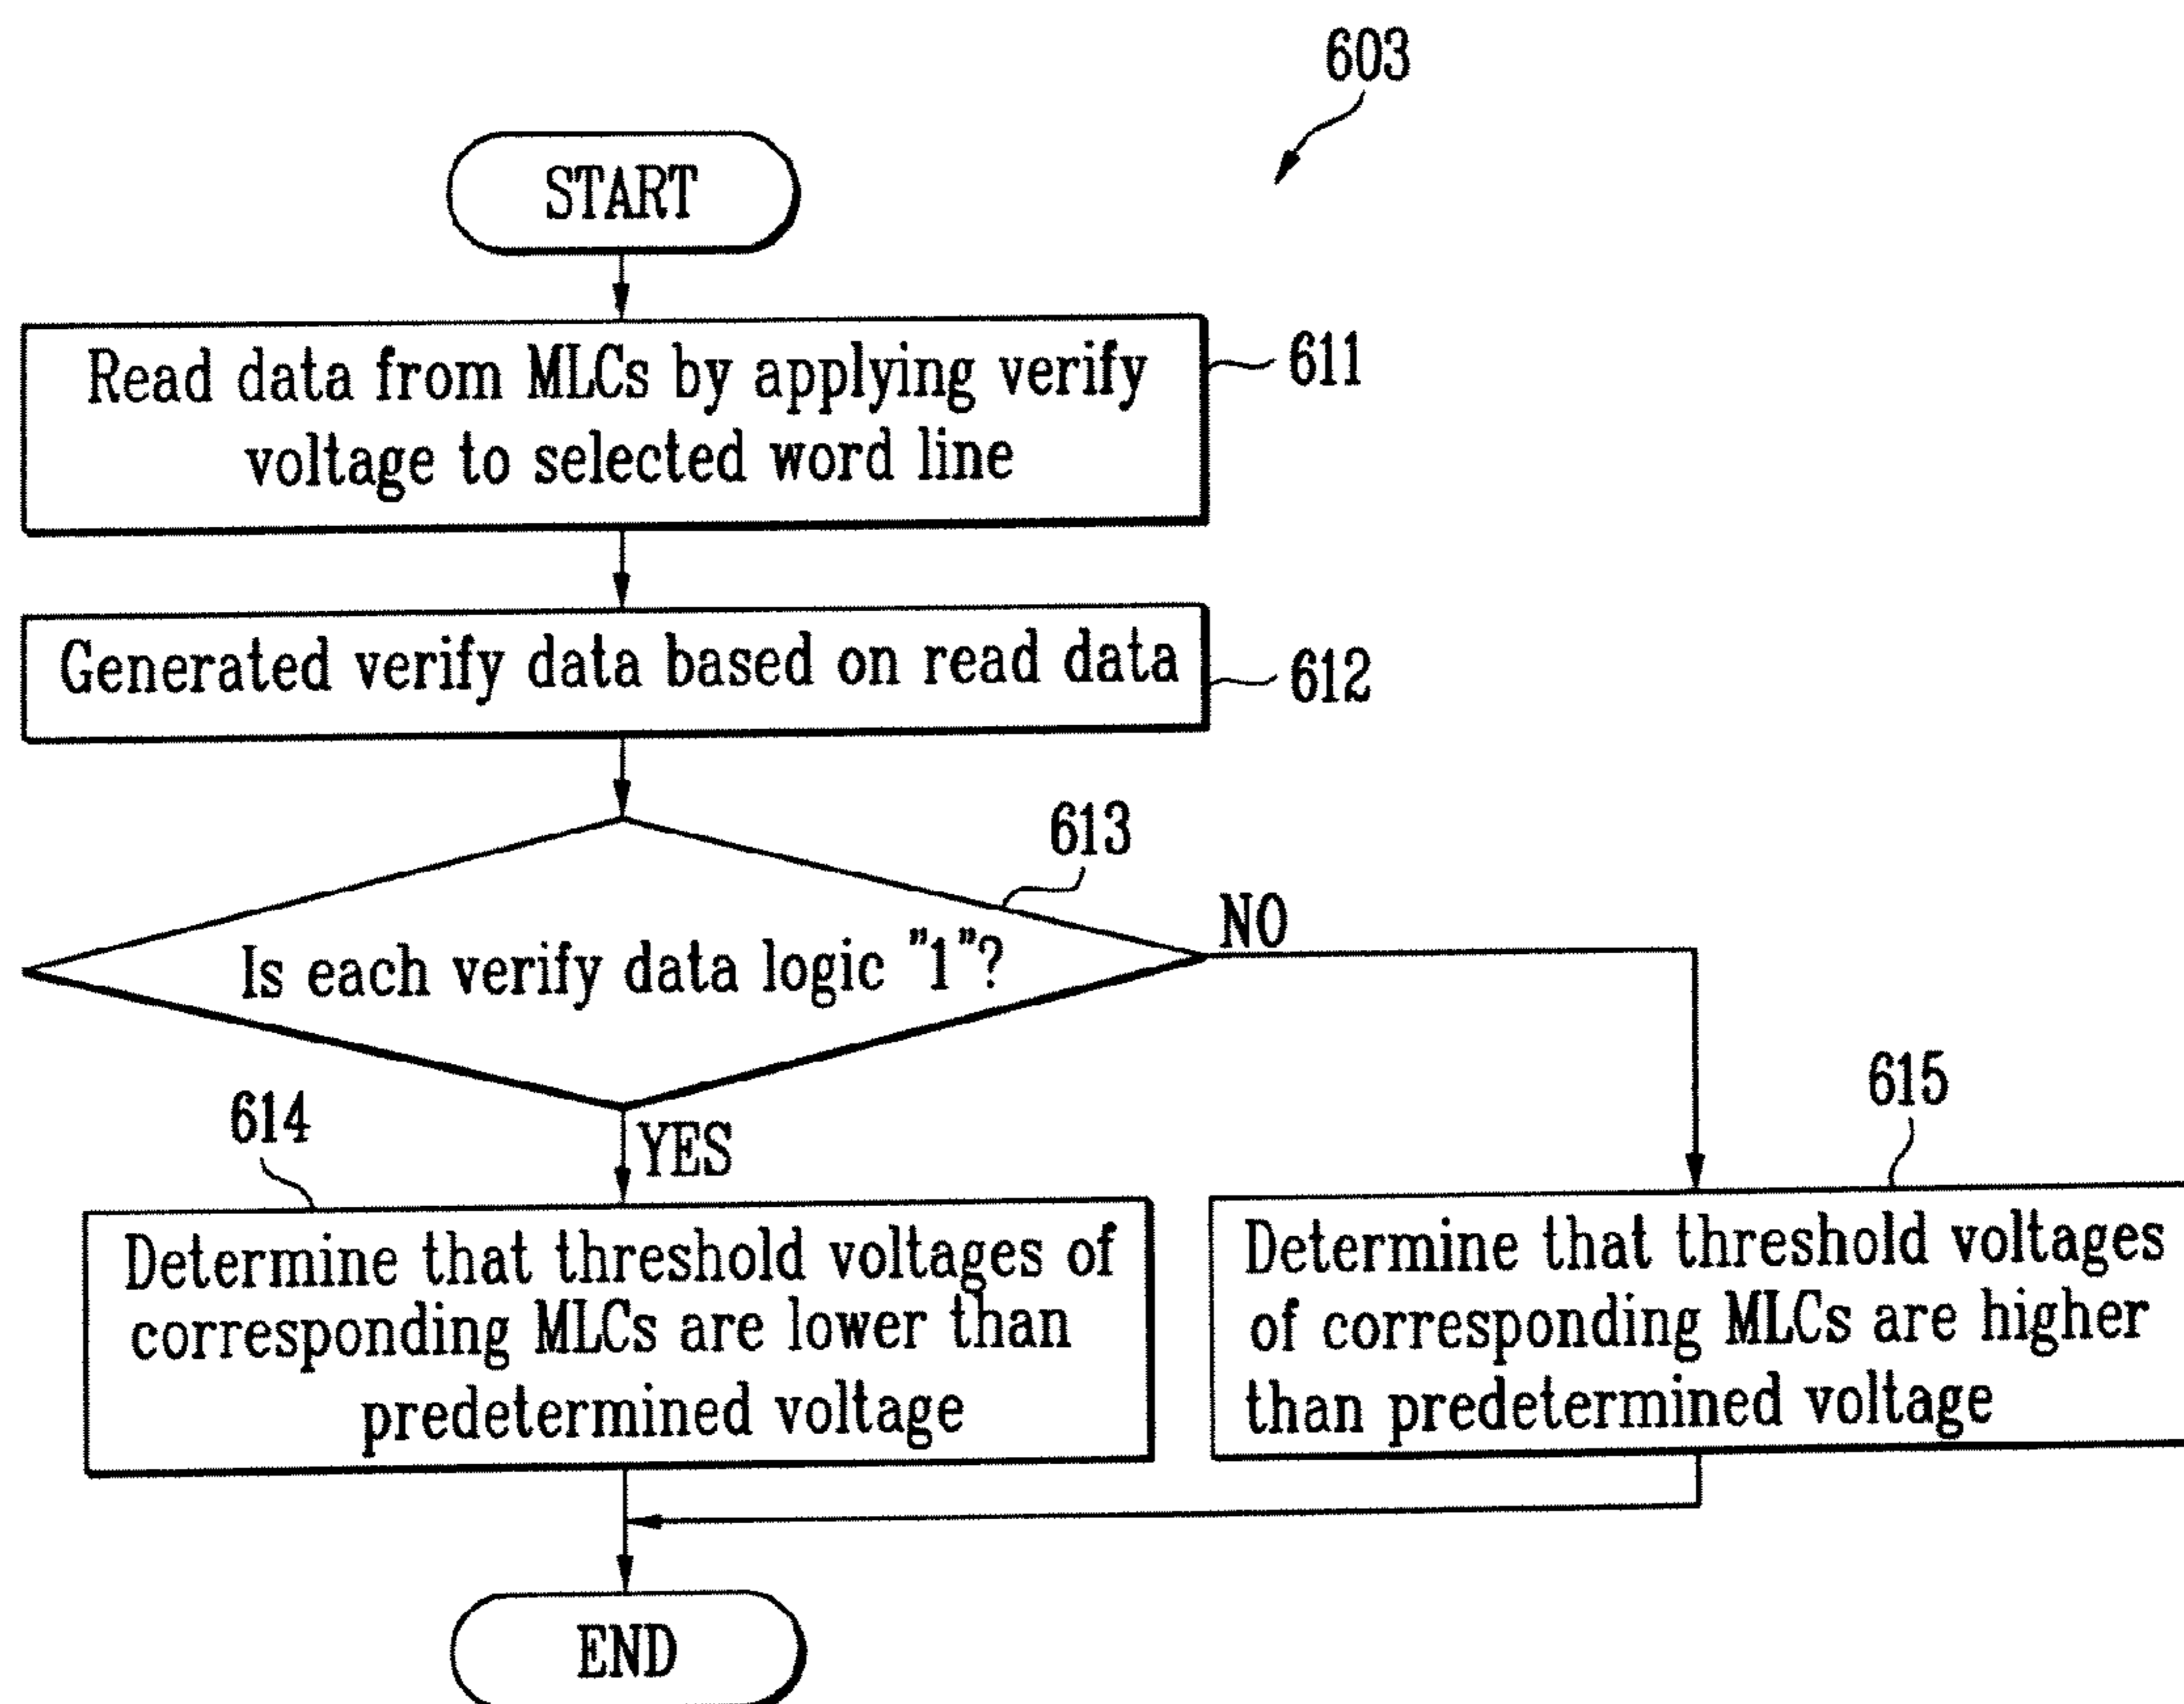 603
START
Read data from MLCs by applying verify
voltage to selected word line
611
Generated verify data based on read data
612
613
Is each verify data logic "1"?
NO
YES
614
615
Determine that threshold voltages of
corresponding MLCs are lower than
predetermined voltage
Determine that threshold voltages
of corresponding MLCs are higher
than predetermined voltage
END